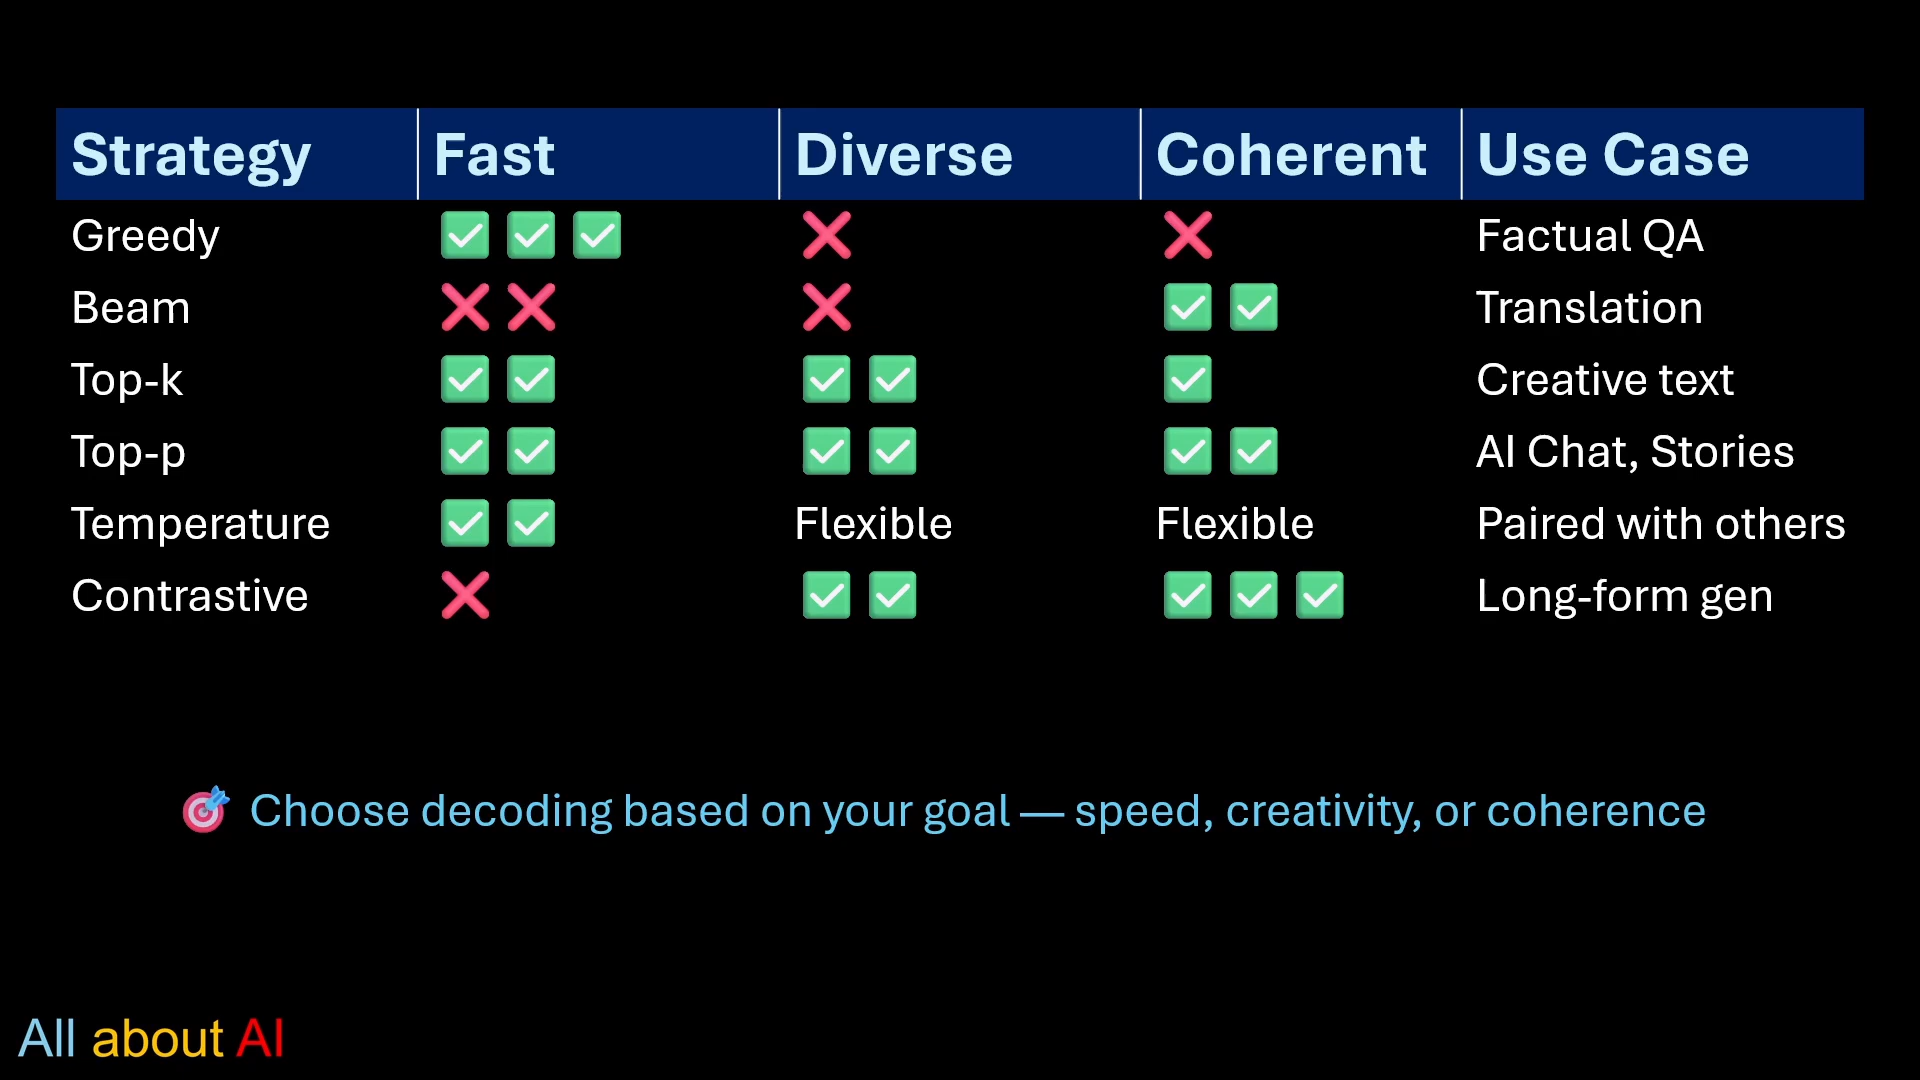 Strategy Fast Diverse Coherent Use Case
Greedy ✅ ✅ ✅ ❌ ❌ Factual QA
Beam ❌ ❌ ❌ ✅ ✅ Translation
Top-k ✅ ✅ ✅ ✅ ✅ Creative text
Top-p ✅ ✅ ✅ ✅ ✅ ✅ AI Chat, Stories
Temperature ✅ ✅ Flexible Flexible Paired with others
Contrastive ❌ ✅ ✅ ✅ ✅ ✅ Long-form gen
🎯 Choose decoding based on your goal — speed, creativity, or coherence
All about AI